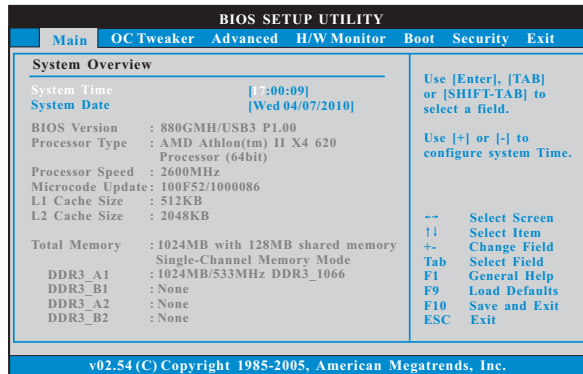 BIOS SETUP UTILITY
Main OC Tweaker Advanced H/W Monitor Boot Security Exit
System Overview
System Time [17:00:09]
System Date [Wed 04/07/2010]
BIOS Version : 880GMH/USB3 P1.00
Processor Type : AMD Athlon(tm) II X4 620
Processor (64bit)
Processor Speed : 2600MHz
Microcode Update : 100F52/1000086
L1 Cache Size : 512KB
L2 Cache Size : 2048KB
Total Memory : 1024MB with 128MB shared memory
Single-Channel Memory Mode
DDR3_A1 : 1024MB/533MHz DDR3_1066
DDR3_B1 : None
DDR3_A2 : None
DDR3_B2 : None
Use [Enter], [TAB]
or [SHIFT-TAB] to
select a field.
Use [+] or [-] to
configure system Time.
←→ Select Screen
↑↓ Select Item
+- Change Field
Tab Select Field
F1 General Help
F9 Load Defaults
F10 Save and Exit
ESC Exit
v02.54 (C) Copyright 1985-2005, American Megatrends, Inc.